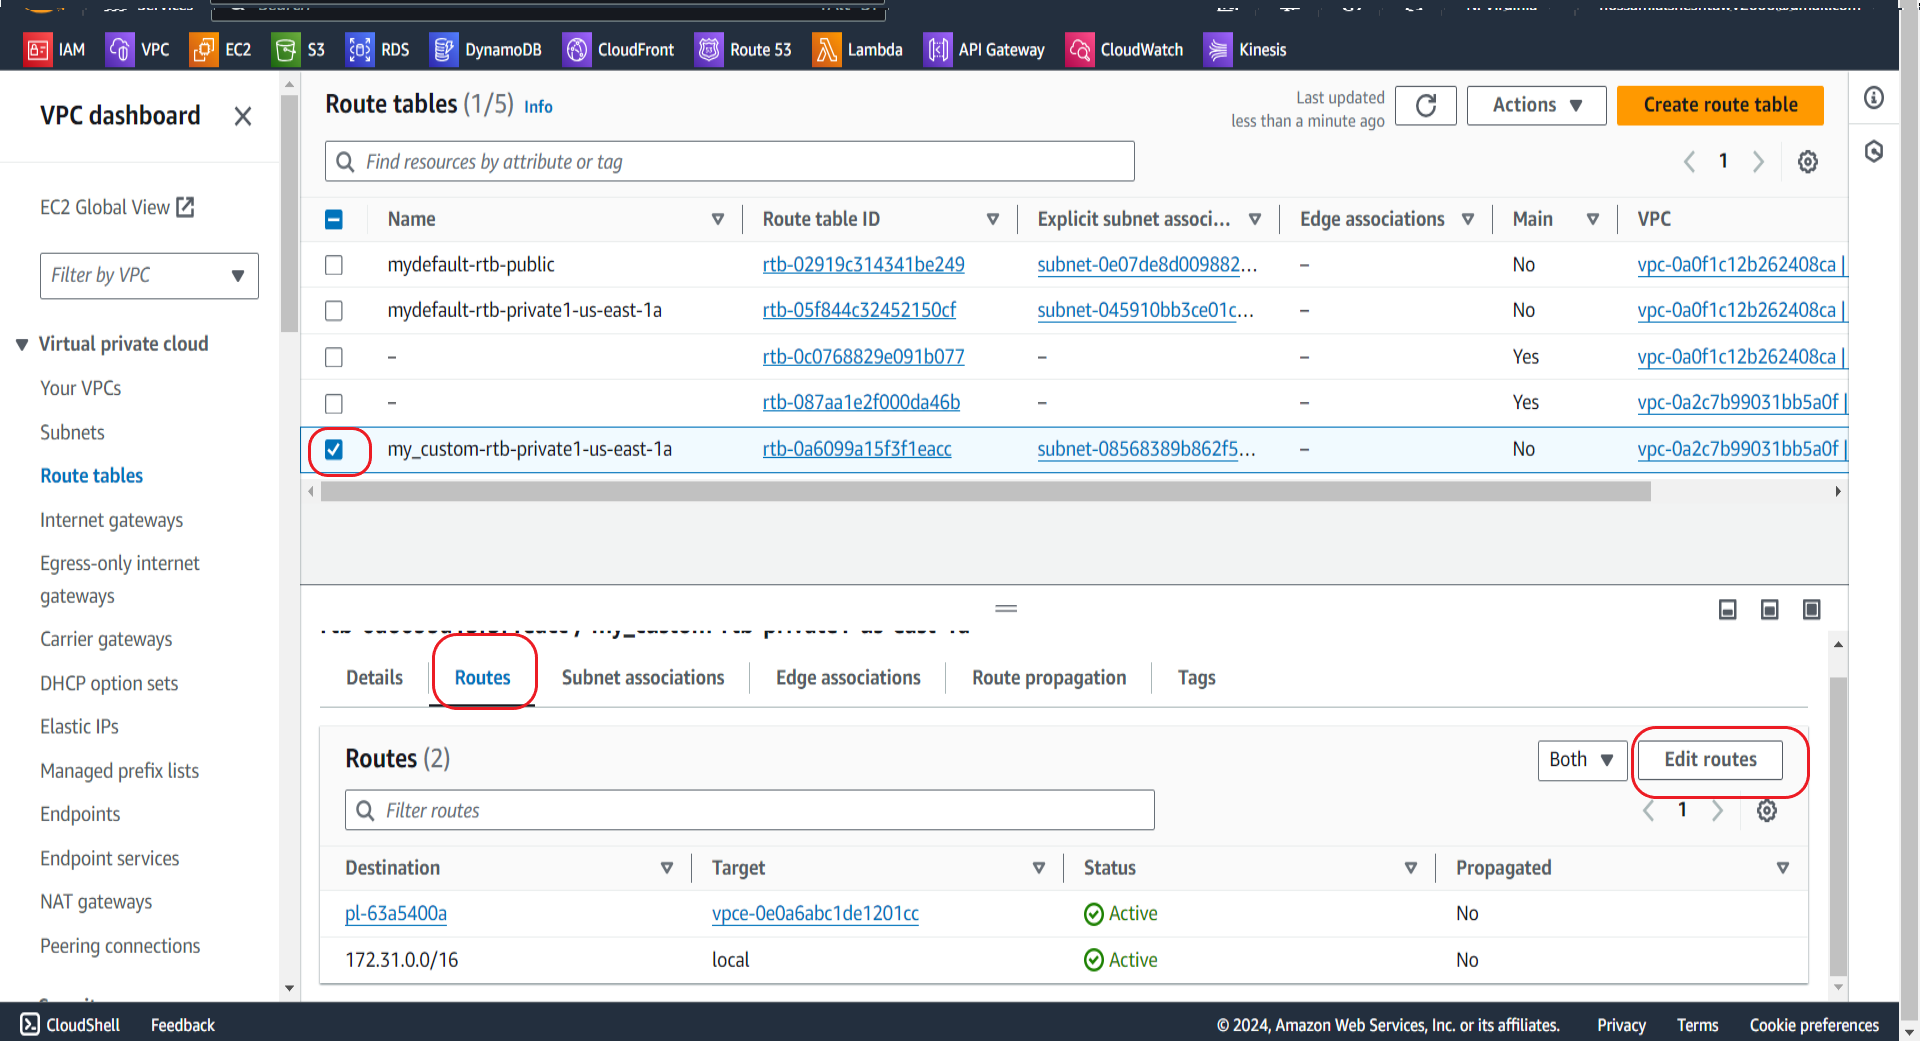 IAM VPC EC2 S3 RDS DynamoDB CloudFront Route 53 Lambda API Gateway CloudWatch Kinesis
VPC dashboard
EC2 Global View
Filter by VPC
Virtual private cloud
Your VPCs
Subnets
Route tables
Internet gateways
Egress-only internet
gateways
Carrier gateways
DHCP option sets
Elastic IPs
Managed prefix lists
Endpoints
Endpoint services
NAT gateways
Peering connections
Route tables (1/5) Info
Last updated
less than a minute ago
Actions
Create route table
Find resources by attribute or tag
1
Name Route table ID Explicit subnet associ... Edge associations Main VPC
mydefault-rtb-public rtb-02919c314341be249 subnet-0e07de8d009882... – No vpc-0a0f1c12b262408ca |
mydefault-rtb-private1-us-east-1a rtb-05f844c32452150cf subnet-045910bb3ce01c... – No vpc-0a0f1c12b262408ca |
– rtb-0c0768829e091b077 – – Yes vpc-0a0f1c12b262408ca |
– rtb-087aa1e2f000da46b – – Yes vpc-0a2c7b99031bb5a0f |
my_custom-rtb-private1-us-east-1a rtb-0a6099a15f3f1eacc subnet-08568389b862f5... – No vpc-0a2c7b99031bb5a0f |
Details Routes Subnet associations Edge associations Route propagation Tags
Routes (2)
Both
Edit routes
Filter routes
1
Destination Target Status Propagated
pl-63a5400a vpce-0e0a6abc1de1201cc Active No
172.31.0.0/16 local Active No
CloudShell Feedback © 2024, Amazon Web Services, Inc. or its affiliates. Privacy Terms Cookie preferences